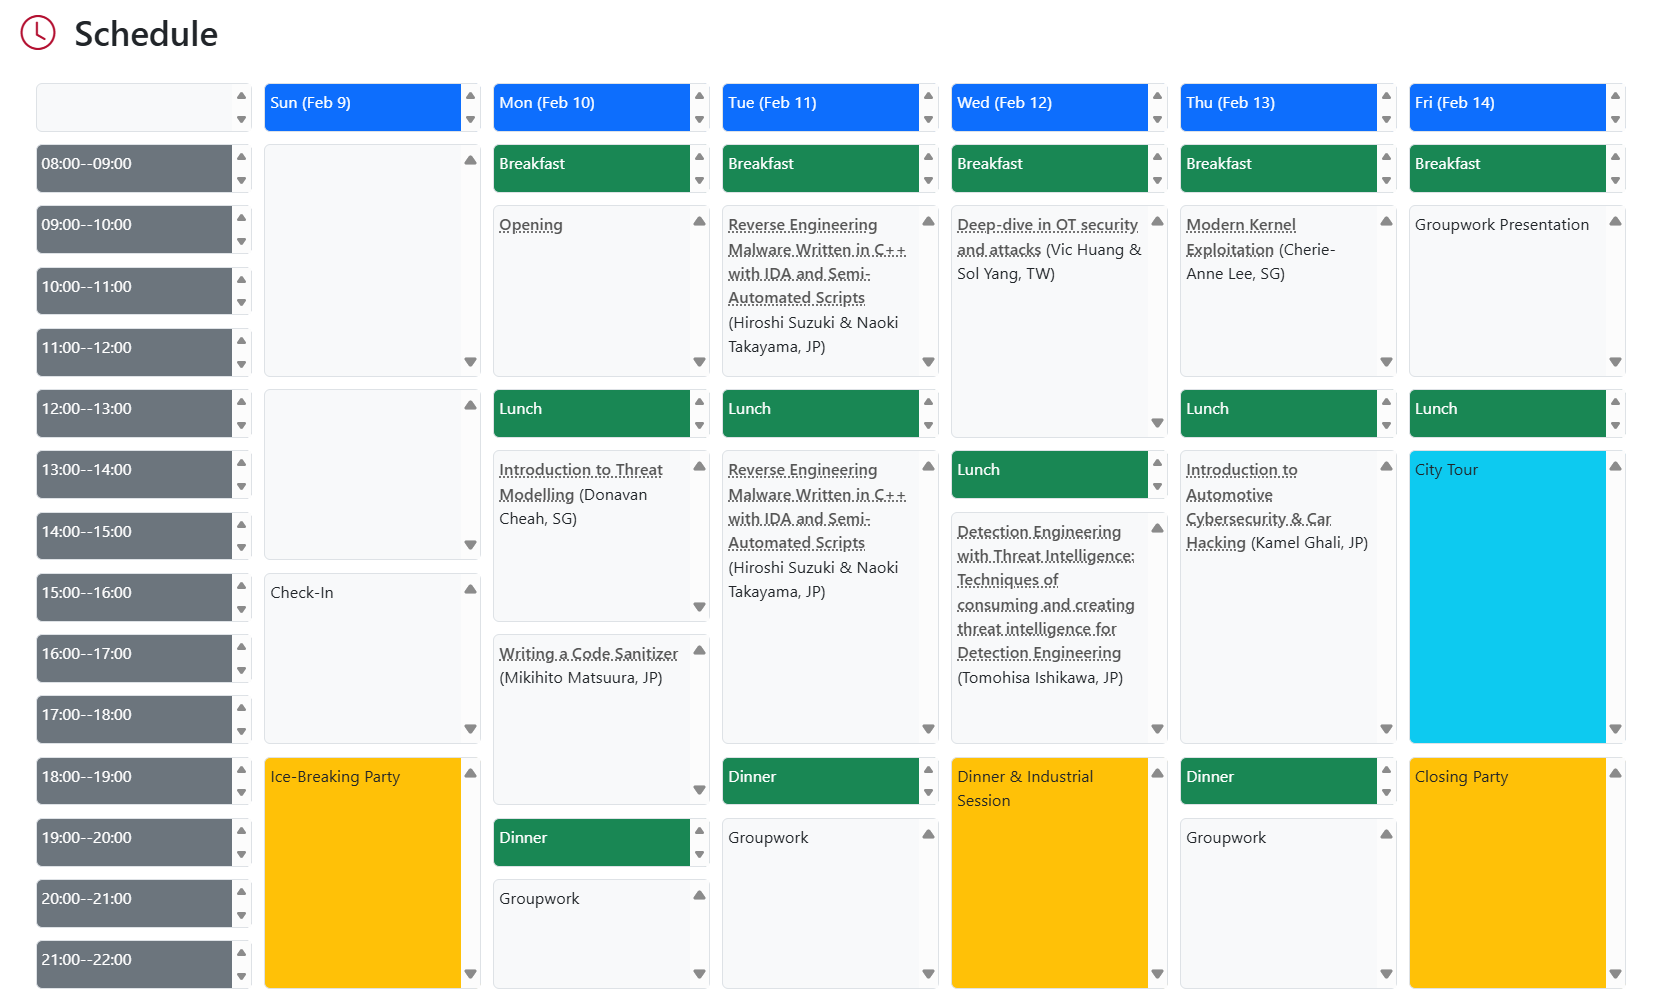 Schedule
Sun (Feb 9)
Mon (Feb 10)
Tue (Feb 11)
Wed (Feb 12)
Thu (Feb 13)
Fri (Feb 14)
08:00--09:00
Breakfast
Breakfast
Breakfast
Breakfast
Breakfast
09:00--10:00
Opening
Reverse Engineering
Malware Written in C++
with IDA and Semi-
Automated Scripts
(Hiroshi Suzuki & Naoki
Takayama, JP)
Deep-dive in OT security
and attacks (Vic Huang &
Sol Yang, TW)
Modern Kernel
Exploitation (Cherie-
Anne Lee, SG)
Groupwork Presentation
10:00--11:00
11:00--12:00
12:00--13:00
Lunch
Lunch
Lunch
Lunch
13:00--14:00
Introduction to Threat
Modelling (Donavan
Cheah, SG)
Reverse Engineering
Malware Written in C++
with IDA and Semi-
Automated Scripts
(Hiroshi Suzuki & Naoki
Takayama, JP)
Lunch
Introduction to
Automotive
Cybersecurity & Car
Hacking (Kamel Ghali, JP)
City Tour
14:00--15:00
Detection Engineering
with Threat Intelligence:
Techniques of
consuming and creating
threat intelligence for
Detection Engineering
(Tomohisa Ishikawa, JP)
15:00--16:00
Check-In
16:00--17:00
Writing a Code Sanitizer
(Mikihito Matsuura, JP)
17:00--18:00
18:00--19:00
Ice-Breaking Party
Dinner
Dinner & Industrial
Session
Dinner
Closing Party
19:00--20:00
Dinner
Groupwork
Groupwork
20:00--21:00
Groupwork
21:00--22:00